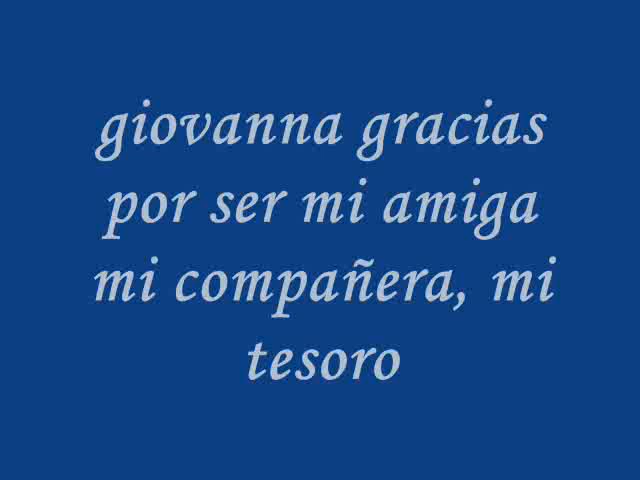 giovanna gracias
por ser mi amiga
mi compañera, mi
tesoro